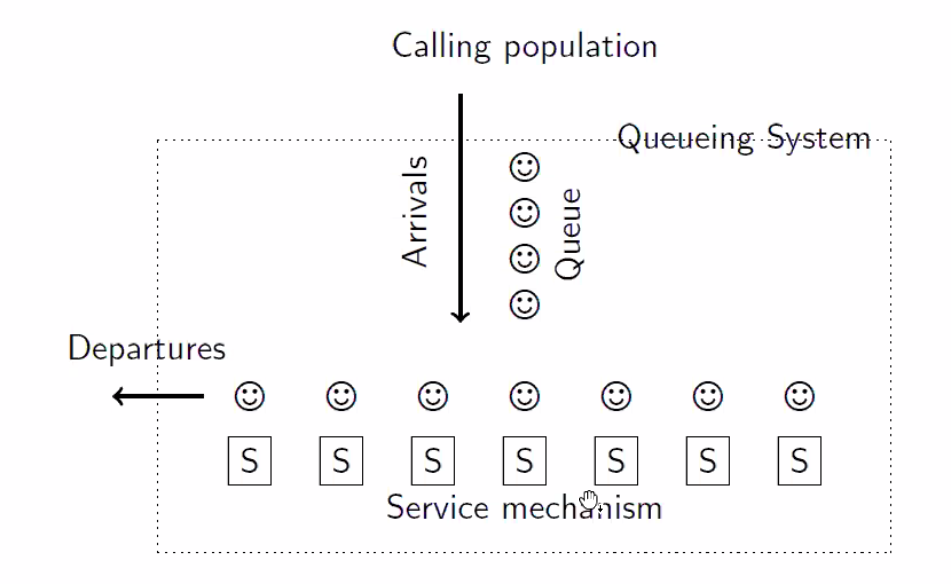 Calling population
Queueing System
Arrivals
Queue
Departures
S S S S S S S
Service mechanism